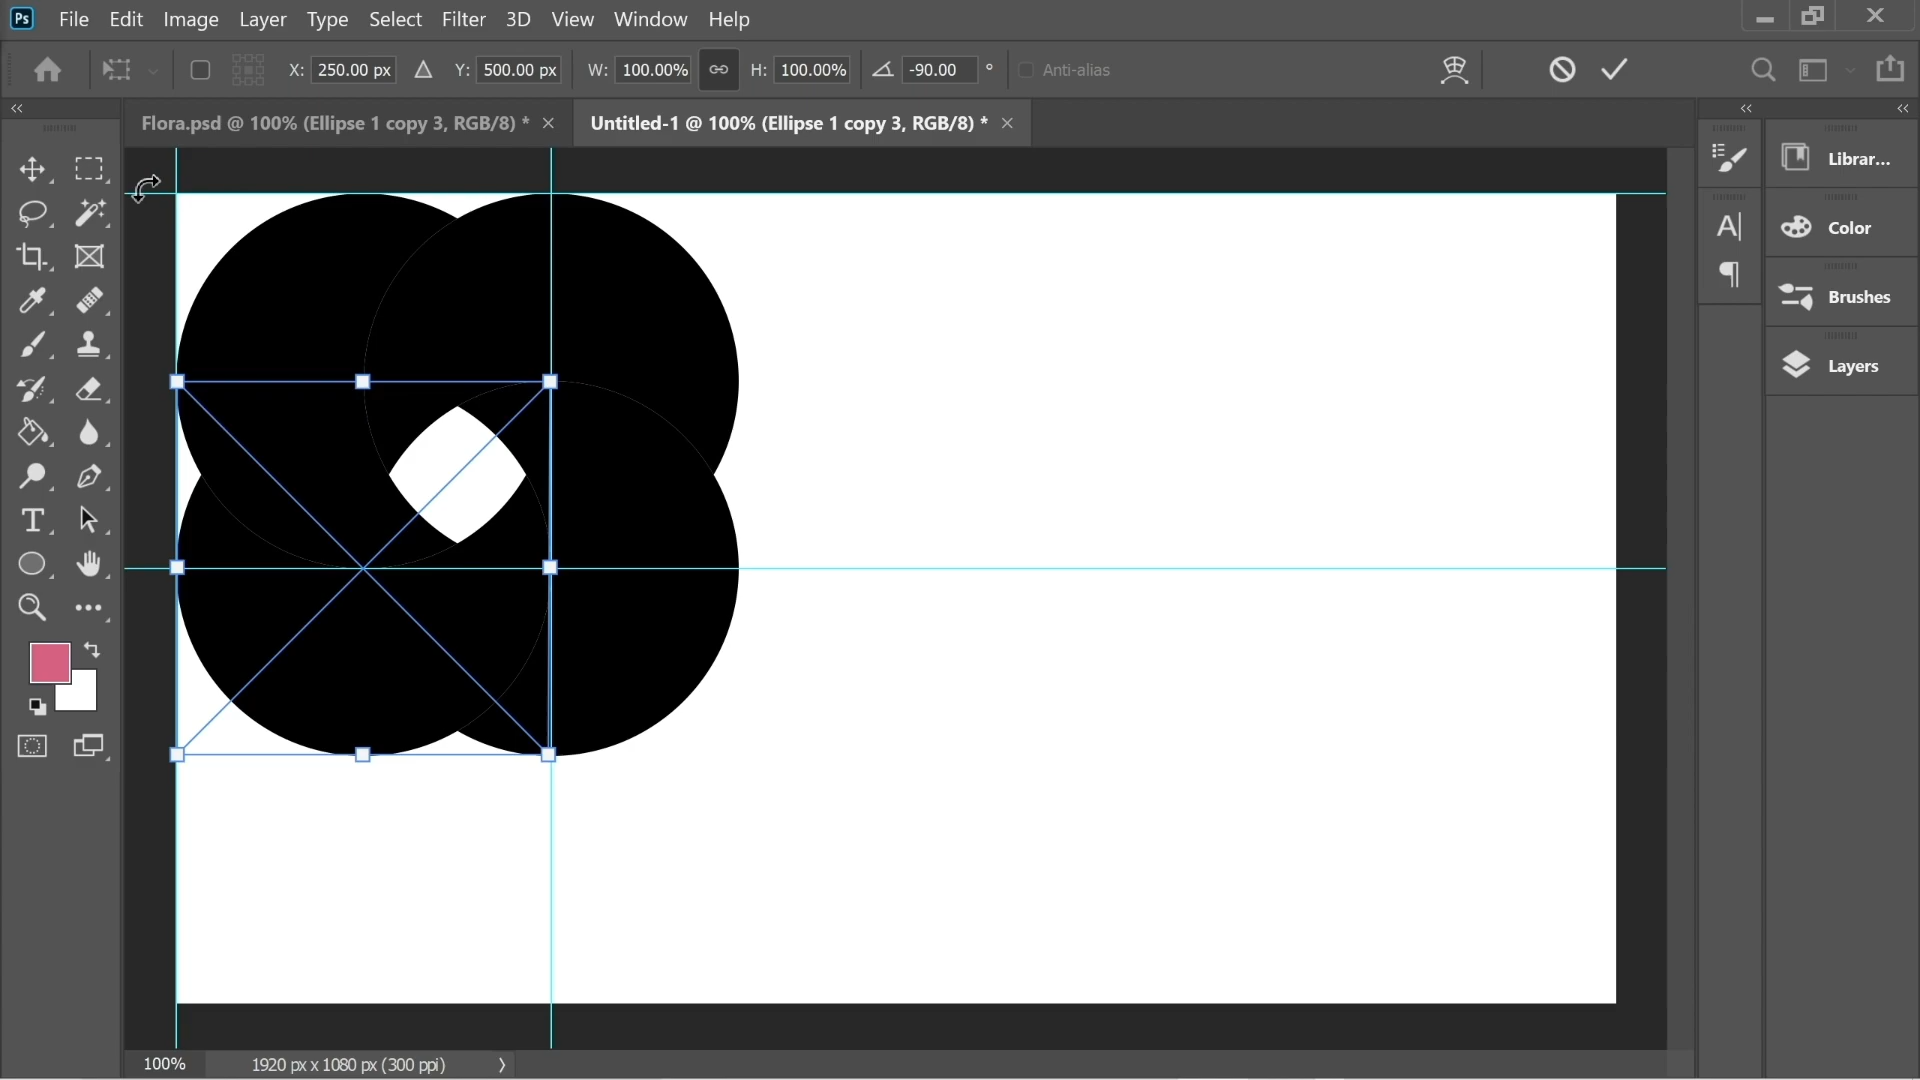 Ps File Edit Image Layer Type Select Filter 3D View Window Help
X: 250.00 px Y: 500.00 px W: 100.00% H: 100.00% -90.00 ° Anti-alias
Flora.psd @ 100% (Ellipse 1 copy 3, RGB/8) * × Untitled-1 @ 100% (Ellipse 1 copy 3, RGB/8) * ×
Librar...
Color
Brushes
Layers
100% 1920 px x 1080 px (300 ppi)